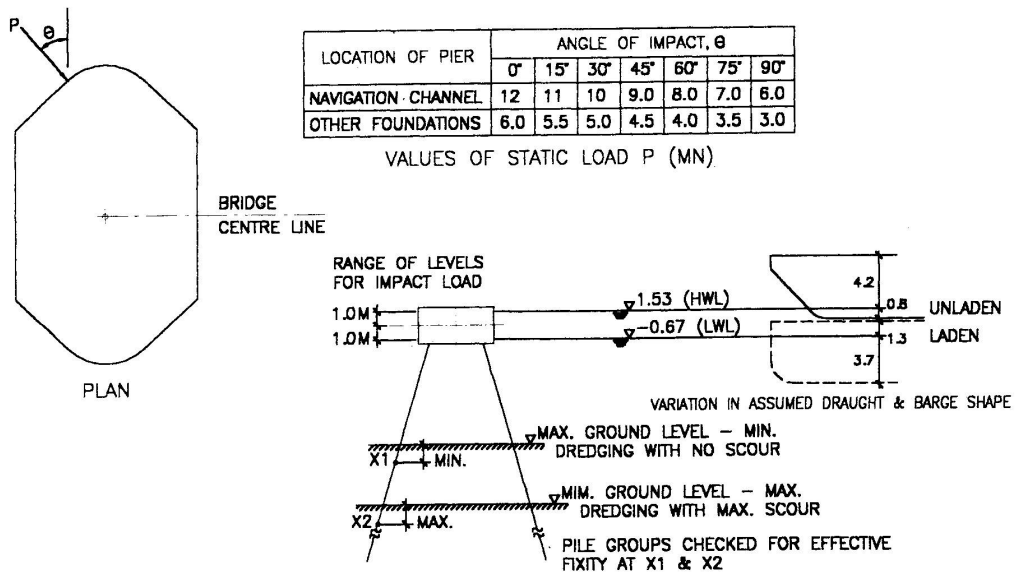 P
θ
LOCATION OF PIER
ANGLE OF IMPACT, θ
0° 15° 30° 45° 60° 75° 90°
NAVIGATION CHANNEL 12 11 10 9.0 8.0 7.0 6.0
OTHER FOUNDATIONS 6.0 5.5 5.0 4.5 4.0 3.5 3.0
VALUES OF STATIC LOAD P (MN)
BRIDGE
CENTRE LINE
PLAN
RANGE OF LEVELS
FOR IMPACT LOAD
1.0M
1.0M
1.53 (HWL)
-0.67 (LWL)
4.2
0.8 UNLADEN
1.3 LADEN
3.7
VARIATION IN ASSUMED DRAUGHT & BARGE SHAPE
MAX. GROUND LEVEL – MIN.
DREDGING WITH NO SCOUR
X1 MIN.
MIM. GROUND LEVEL – MAX.
DREDGING WITH MAX. SCOUR
X2 MAX.
PILE GROUPS CHECKED FOR EFFECTIVE
FIXITY AT X1 & X2